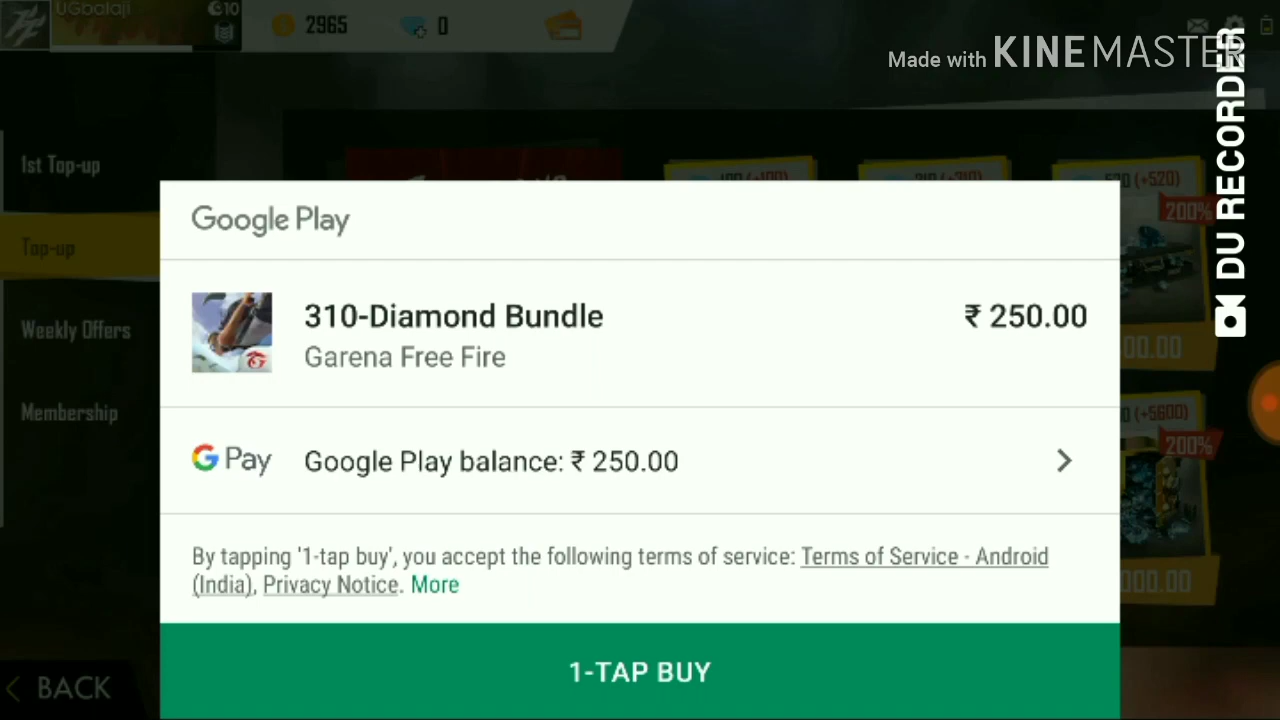 UGbalaji
10
2965
0
Made with KINEMASTER
DU RECORDER
1st Top-up
Top-up
Weekly Offers
Membership
200%
Google Play
310-Diamond Bundle
₹ 250.00
Garena Free Fire
G Pay
Google Play balance: ₹ 250.00
200%
By tapping '1-tap buy', you accept the following terms of service: Terms of Service - Android
(India), Privacy Notice. More
1-TAP BUY
BACK